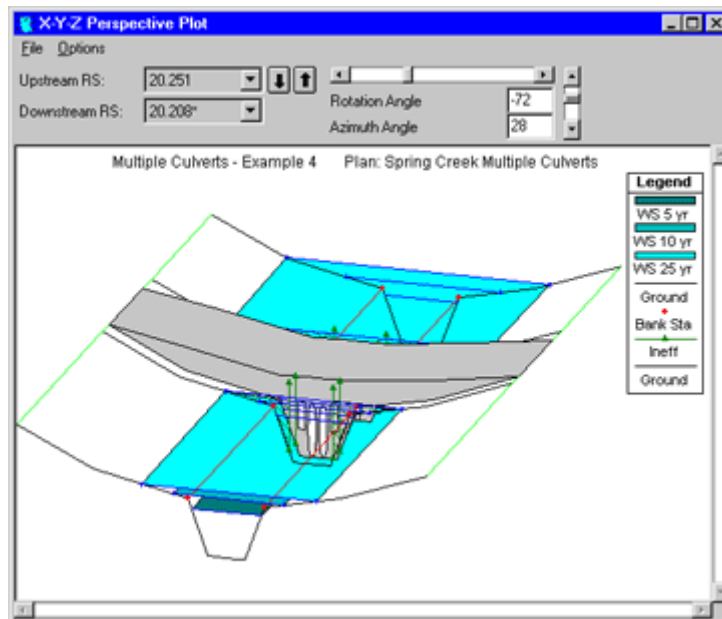 X-Y-Z Perspective Plot
File Options
Upstream RS: 20.251
Downstream RS: 20.208*
Rotation Angle -72
Azimuth Angle 28
Multiple Culverts - Example 4 Plan: Spring Creek Multiple Culverts
Legend
WS 5 yr
WS 10 yr
WS 25 yr
Ground
Bank Sta
Ineff
Ground